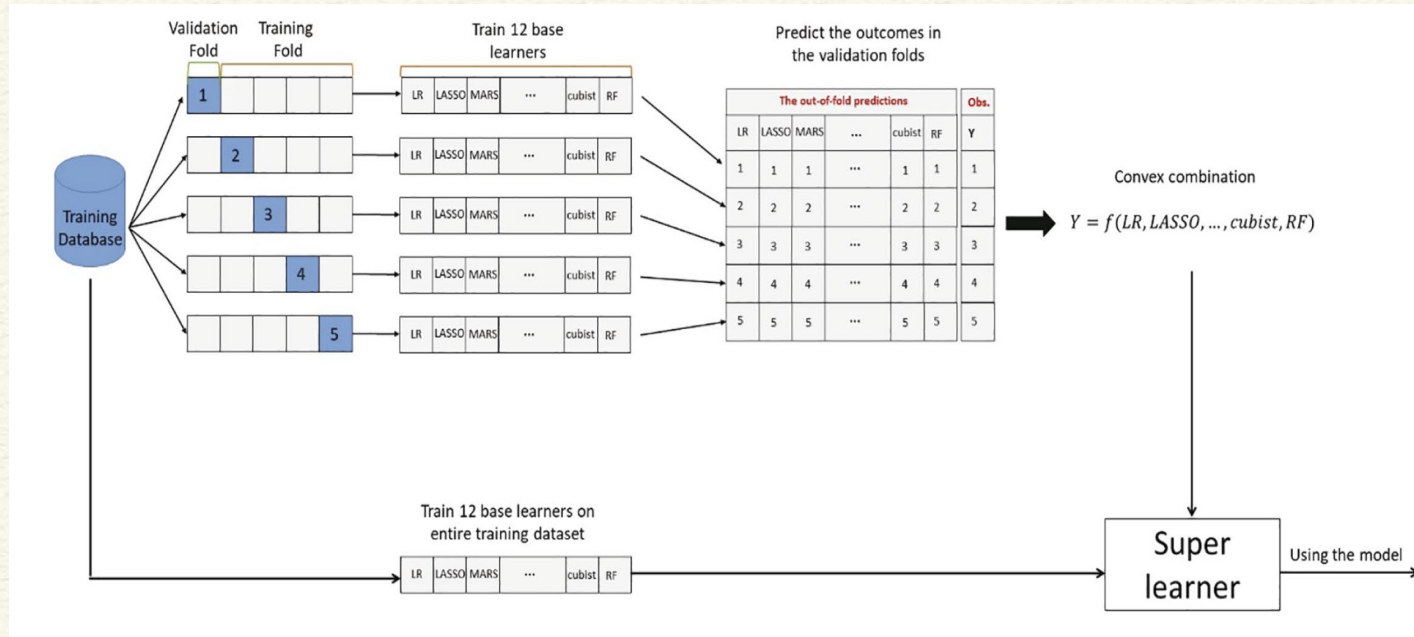 Validation Fold
Training Fold
Train 12 base learners
Predict the outcomes in the validation folds
Training Database
1
LR LASSO MARS ... cubist RF
2
LR LASSO MARS ... cubist RF
3
LR LASSO MARS ... cubist RF
4
LR LASSO MARS ... cubist RF
5
LR LASSO MARS ... cubist RF
The out-of-fold predictions Obs.
LR LASSO MARS ... cubist RF Y
1 1 1 ... 1 1 1
2 2 2 ... 2 2 2
3 3 3 ... 3 3 3
4 4 4 ... 4 4 4
5 5 5 ... 5 5 5
Convex combination
Y = f(LR, LASSO, ..., cubist, RF)
Train 12 base learners on
entire training dataset
LR LASSO MARS ... cubist RF
Super
learner
Using the model